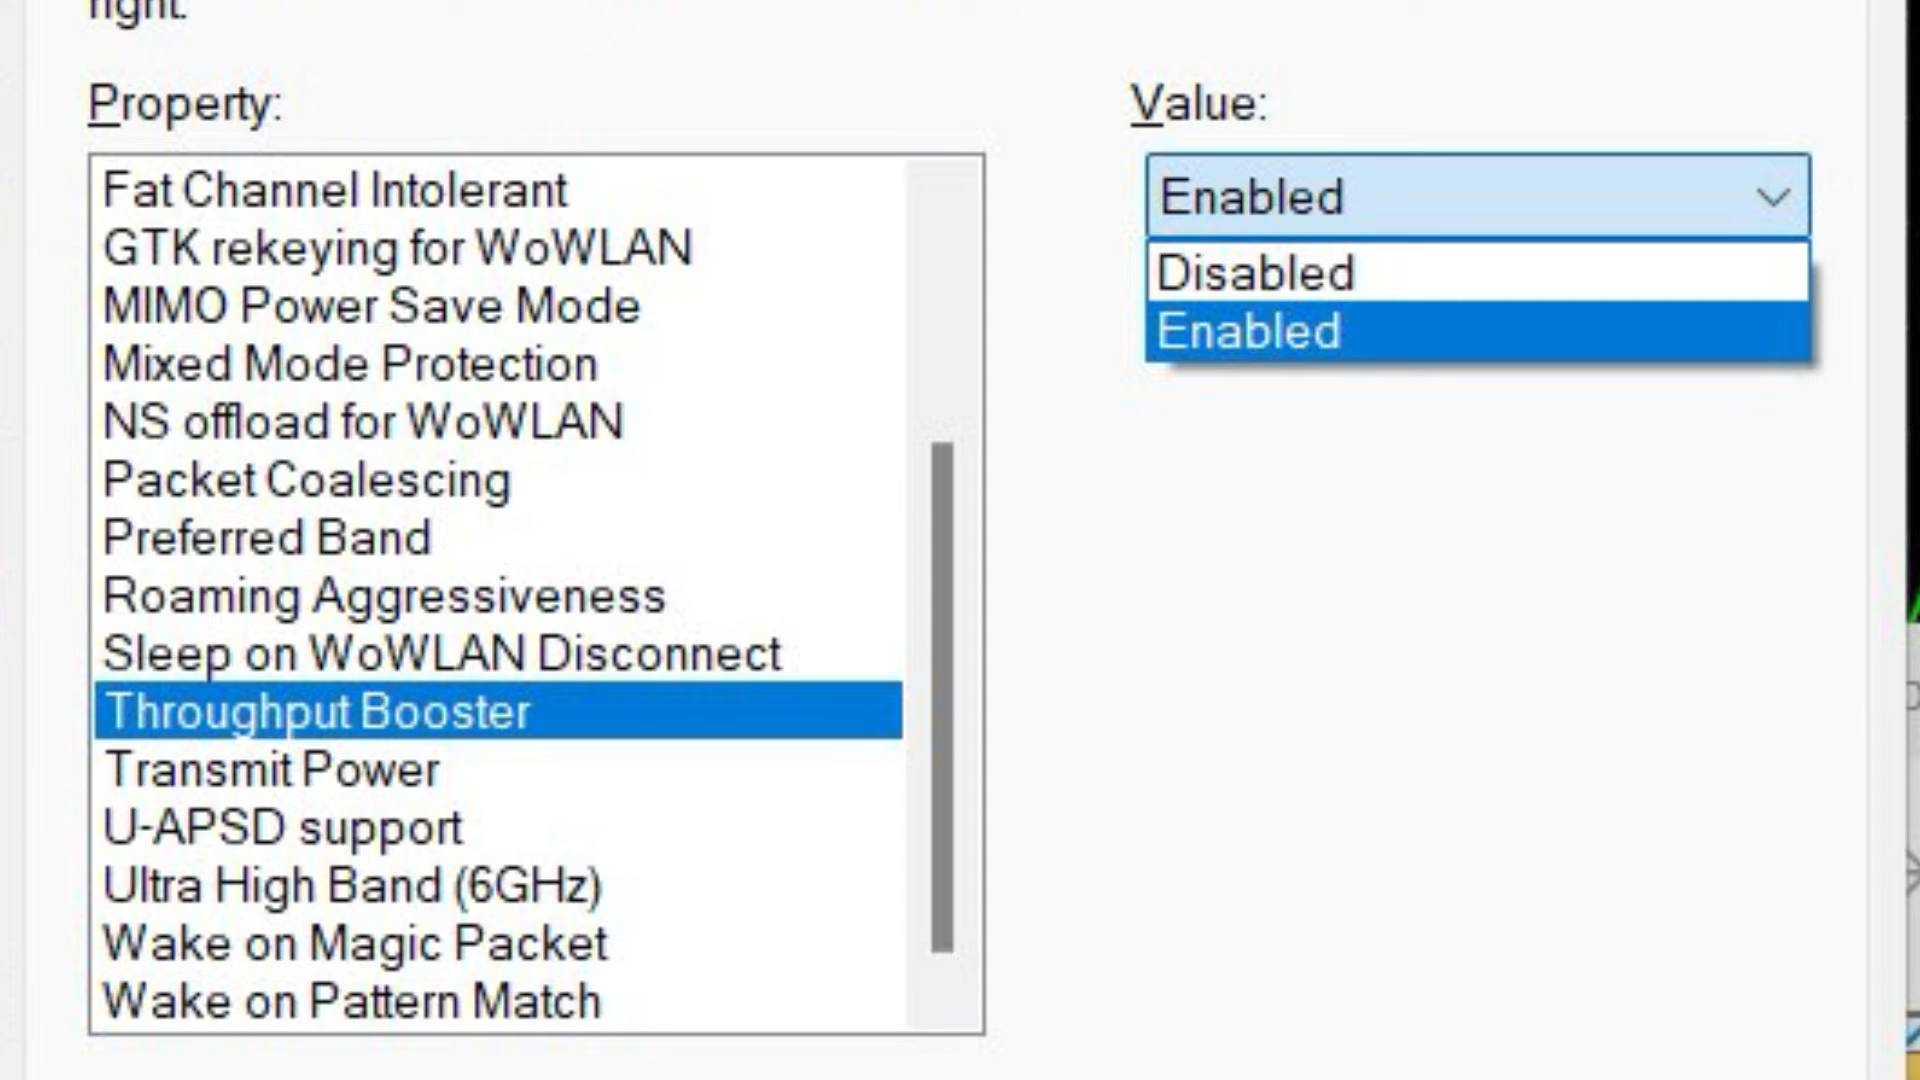 right.
Property:
Value:
Fat Channel Intolerant
GTK rekeying for WoWLAN
MIMO Power Save Mode
Mixed Mode Protection
NS offload for WoWLAN
Packet Coalescing
Preferred Band
Roaming Aggressiveness
Sleep on WoWLAN Disconnect
Throughput Booster
Transmit Power
U-APSD support
Ultra High Band (6GHz)
Wake on Magic Packet
Wake on Pattern Match
Enabled
Disabled
Enabled